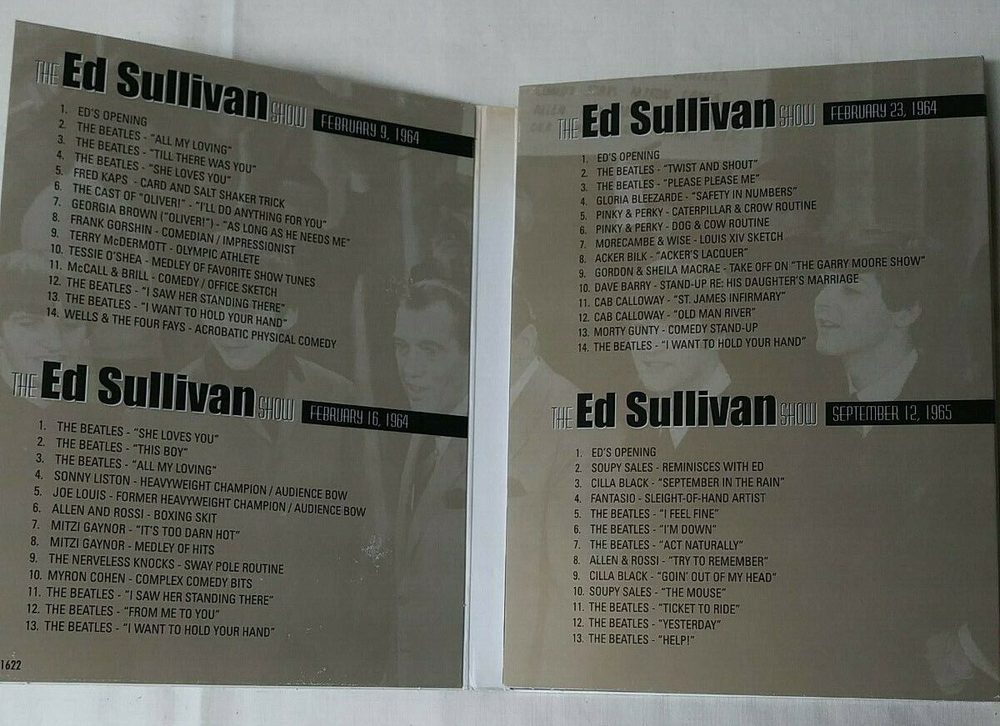 THE Ed Sullivan SHOW FEBRUARY 9, 1964
1. ED'S OPENING
2. THE BEATLES - "ALL MY LOVING"
3. THE BEATLES - "TILL THERE WAS YOU"
4. THE BEATLES - "SHE LOVES YOU"
5. FRED KAPS - CARD AND SALT SHAKER TRICK
6. THE CAST OF "OLIVER!" - "I'LL DO ANYTHING FOR YOU"
7. GEORGIA BROWN ("OLIVER!") - "AS LONG AS HE NEEDS ME"
8. FRANK GORSHIN - COMEDIAN / IMPRESSIONIST
9. TERRY McDERMOTT - OLYMPIC ATHLETE
10. TESSIE O'SHEA - MEDLEY OF FAVORITE SHOW TUNES
11. McCALL & BRILL - COMEDY / OFFICE SKETCH
12. THE BEATLES - "I SAW HER STANDING THERE"
13. THE BEATLES - "I WANT TO HOLD YOUR HAND"
14. WELLS & THE FOUR FAYS - ACROBATIC PHYSICAL COMEDY
THE Ed Sullivan SHOW FEBRUARY 16, 1964
1. THE BEATLES - "SHE LOVES YOU"
2. THE BEATLES - "THIS BOY"
3. THE BEATLES - "ALL MY LOVING"
4. SONNY LISTON - HEAVYWEIGHT CHAMPION / AUDIENCE BOW
5. JOE LOUIS - FORMER HEAVYWEIGHT CHAMPION / AUDIENCE BOW
6. ALLEN AND ROSSI - BOXING SKIT
7. MITZI GAYNOR - "IT'S TOO DARN HOT"
8. MITZI GAYNOR - MEDLEY OF HITS
9. THE NERVELESS KNOCKS - SWAY POLE ROUTINE
10. MYRON COHEN - COMPLEX COMEDY BITS
11. THE BEATLES - "I SAW HER STANDING THERE"
12. THE BEATLES - "FROM ME TO YOU"
13. THE BEATLES - "I WANT TO HOLD YOUR HAND"
1622
THE Ed Sullivan SHOW FEBRUARY 23, 1964
1. ED'S OPENING
2. THE BEATLES - "TWIST AND SHOUT"
3. THE BEATLES - "PLEASE PLEASE ME"
4. GLORIA BLEEZARDE - "SAFETY IN NUMBERS"
5. PINKY & PERKY - CATERPILLAR & CROW ROUTINE
6. PINKY & PERKY - DOG & COW ROUTINE
7. MORECAMBE & WISE - LOUIS XIV SKETCH
8. ACKER BILK - "ACKER'S LACQUER"
9. GORDON & SHEILA MACRAE - TAKE OFF ON "THE GARRY MOORE SHOW"
10. DAVE BARRY - STAND-UP RE: HIS DAUGHTER'S MARRIAGE
11. CAB CALLOWAY - "ST. JAMES INFIRMARY"
12. CAB CALLOWAY - "OLD MAN RIVER"
13. MORTY GUNTY - COMEDY STAND-UP
14. THE BEATLES - "I WANT TO HOLD YOUR HAND"
THE Ed Sullivan SHOW SEPTEMBER 12, 1965
1. ED'S OPENING
2. SOUPY SALES - REMINISCES WITH ED
3. CILLA BLACK - "SEPTEMBER IN THE RAIN"
4. FANTASIO - SLEIGHT-OF-HAND ARTIST
5. THE BEATLES - "I FEEL FINE"
6. THE BEATLES - "I'M DOWN"
7. THE BEATLES - "ACT NATURALLY"
8. ALLEN & ROSSI - "TRY TO REMEMBER"
9. CILLA BLACK - "GOIN' OUT OF MY HEAD"
10. SOUPY SALES - "THE MOUSE"
11. THE BEATLES - "TICKET TO RIDE"
12. THE BEATLES - "YESTERDAY"
13. THE BEATLES - "HELP!"